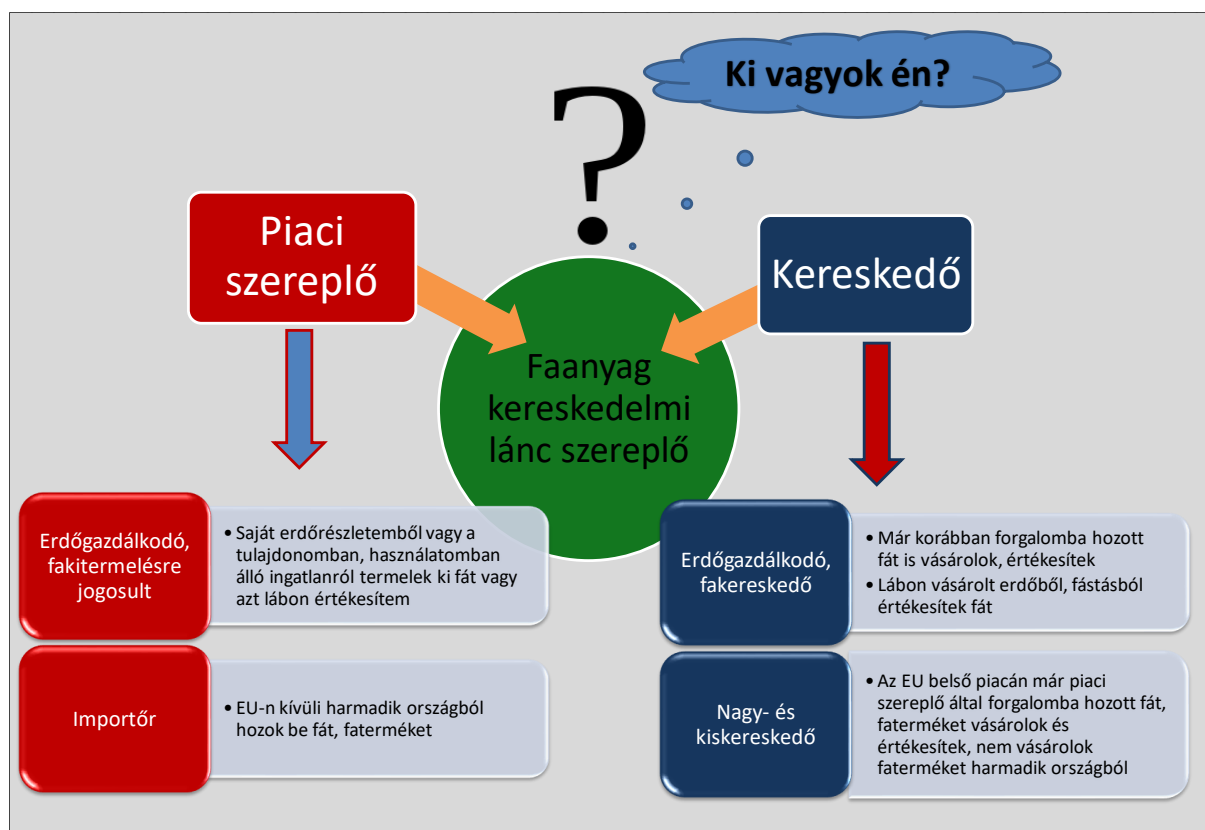 Ki vagyok én?
?
Piaci
szereplő
Kereskedő
Faanyag
kereskedelmi
lánc szereplő
Erdőgazdálkodó,
fakitermelésre
jogosult
• Saját erdőrészletemből vagy a
tulajdonomban, használatomban
álló ingatlanról termelek ki fát vagy
azt lábon értékesítem
Importőr
• EU-n kívüli harmadik országból
hozok be fát, faterméket
Erdőgazdálkodó,
fakereskedő
• Már korábban forgalomba hozott
fát is vásárolok, értékesítek
• Lábon vásárolt erdőből, fástásból
értékesítek fát
Nagy- és
kiskereskedő
• Az EU belső piacán már piaci
szereplő által forgalomba hozott fát,
faterméket vásárolok és
értékesítek, nem vásárolok
faterméket harmadik országból